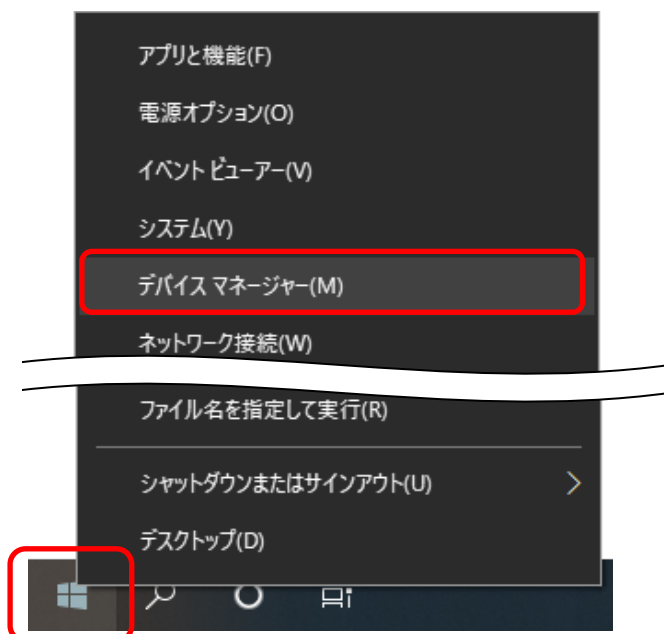 アプリと機能(F)
電源オプション(O)
イベント ビューアー(V)
システム(Y)
デバイス マネージャー(M)
ネットワーク接続(W)
ファイル名を指定して実行(R)
シャットダウンまたはサインアウト(U)
デスクトップ(D)